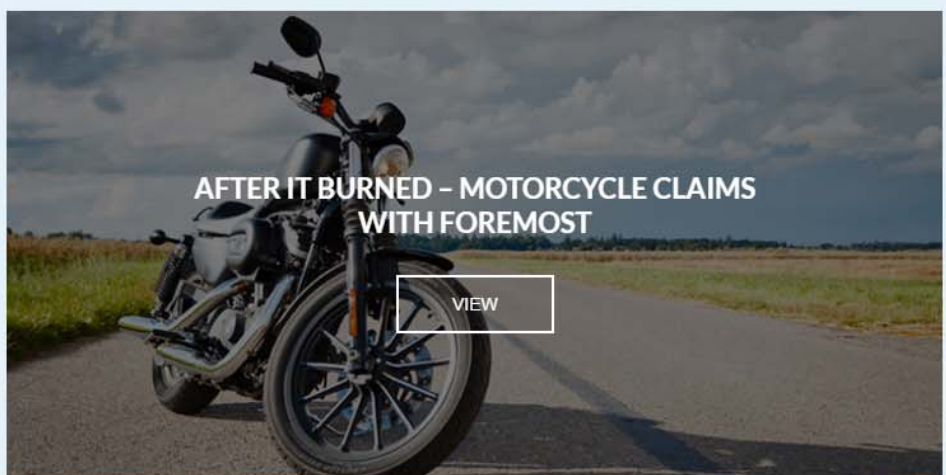 AFTER IT BURNED – MOTORCYCLE CLAIMS
WITH FOREMOST
VIEW